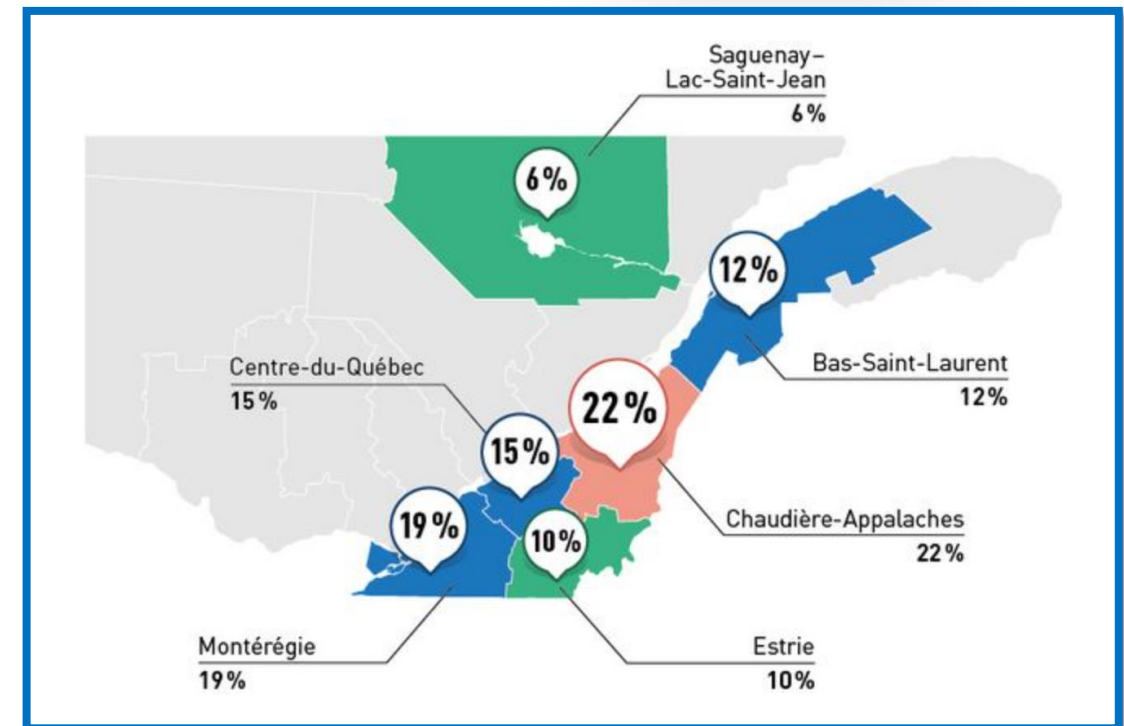 Saguenay–
Lac-Saint-Jean
6 %
6 %
12 %
Bas-Saint-Laurent
12 %
Centre-du-Québec
15 %
22 %
15 %
Chaudière-Appalaches
22 %
19 %
10 %
Montérégie
19 %
Estrie
10 %